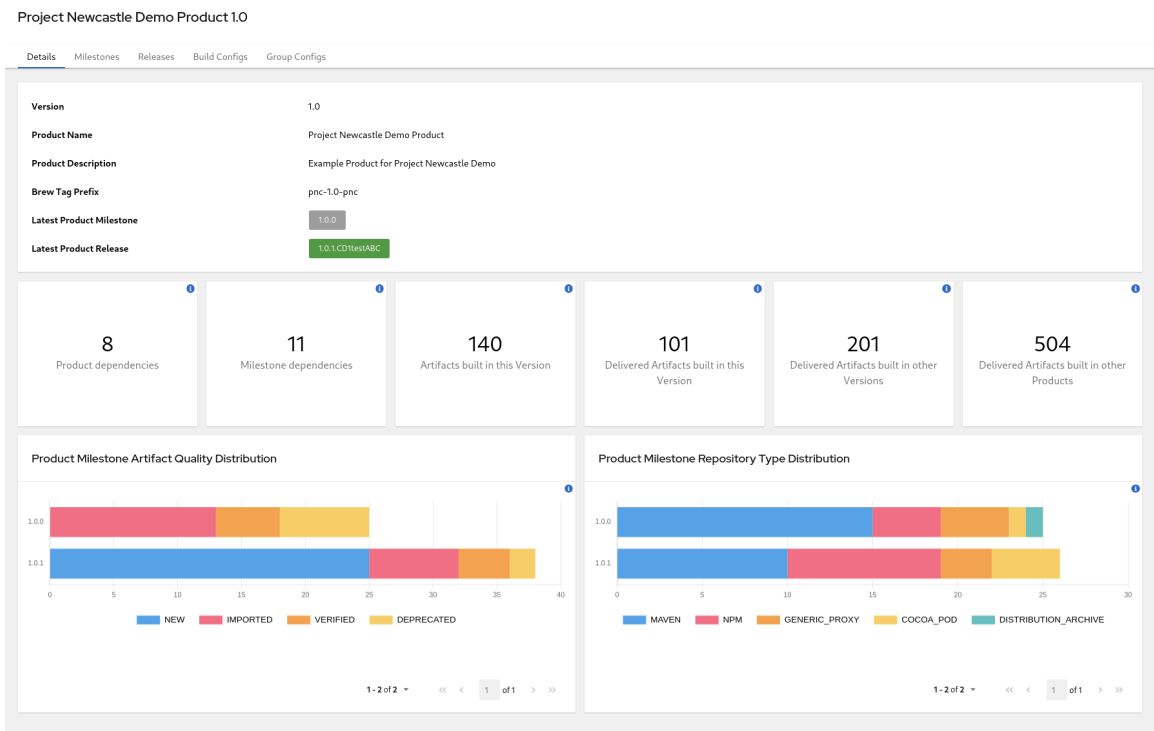 Project Newcastle Demo Product 1.0
Details Milestones Releases Build Configs Group Configs
Version 1.0
Product Name Project Newcastle Demo Product
Product Description Example Product for Project Newcastle Demo
Brew Tag Prefix pnc-1.0-pnc
Latest Product Milestone 1.0.0
Latest Product Release 1.0.1.CD1testABC
8
Product dependencies
11
Milestone dependencies
140
Artifacts built in this Version
101
Delivered Artifacts built in this
Version
201
Delivered Artifacts built in other
Versions
504
Delivered Artifacts built in other
Products
Product Milestone Artifact Quality Distribution
1.0.0
1.0.1
0 5 10 15 20 25 30 35 40
NEW IMPORTED VERIFIED DEPRECATED
1 - 2 of 2 1 of 1
Product Milestone Repository Type Distribution
1.0.0
1.0.1
0 5 10 15 20 25 30
MAVEN NPM GENERIC_PROXY COCOA_POD DISTRIBUTION_ARCHIVE
1 - 2 of 2 1 of 1